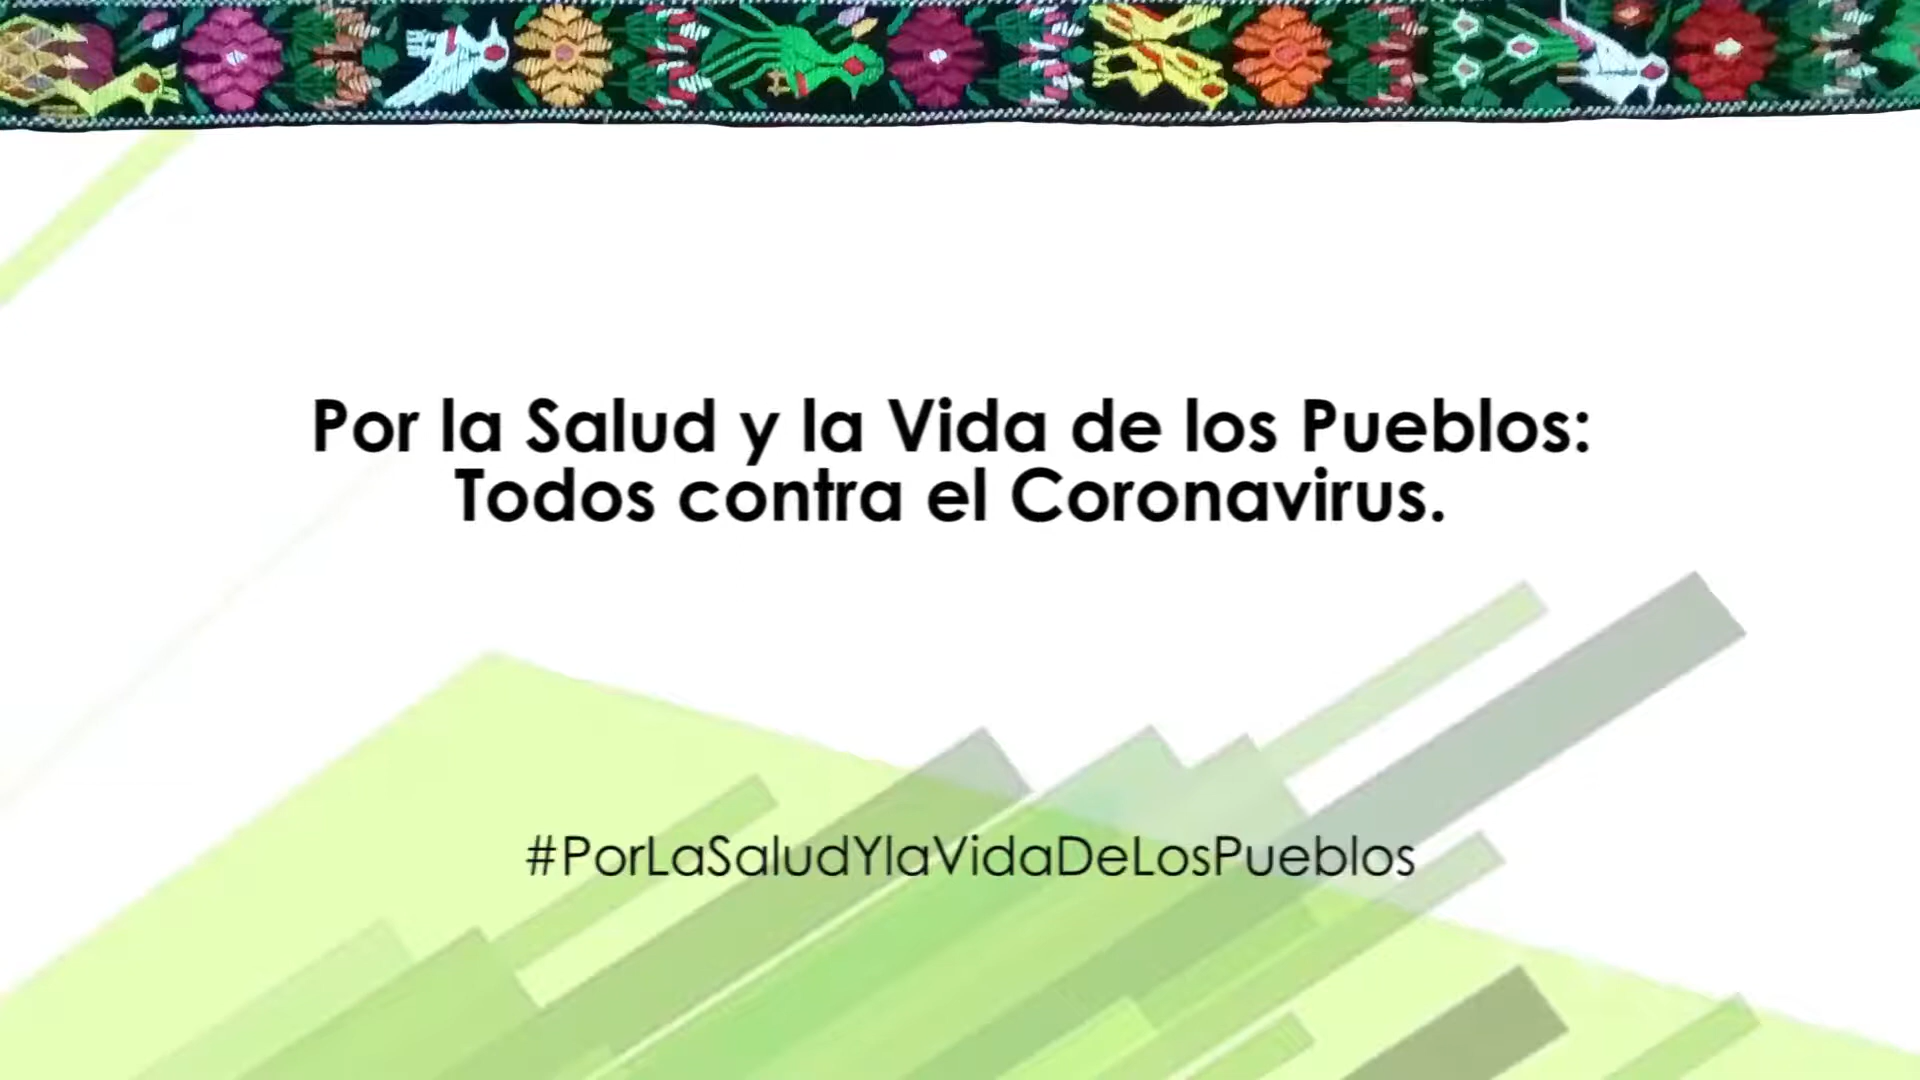 Por la Salud y la Vida de los Pueblos:
Todos contra el Coronavirus.
#PorLaSaludYlaVidaDeLosPueblos